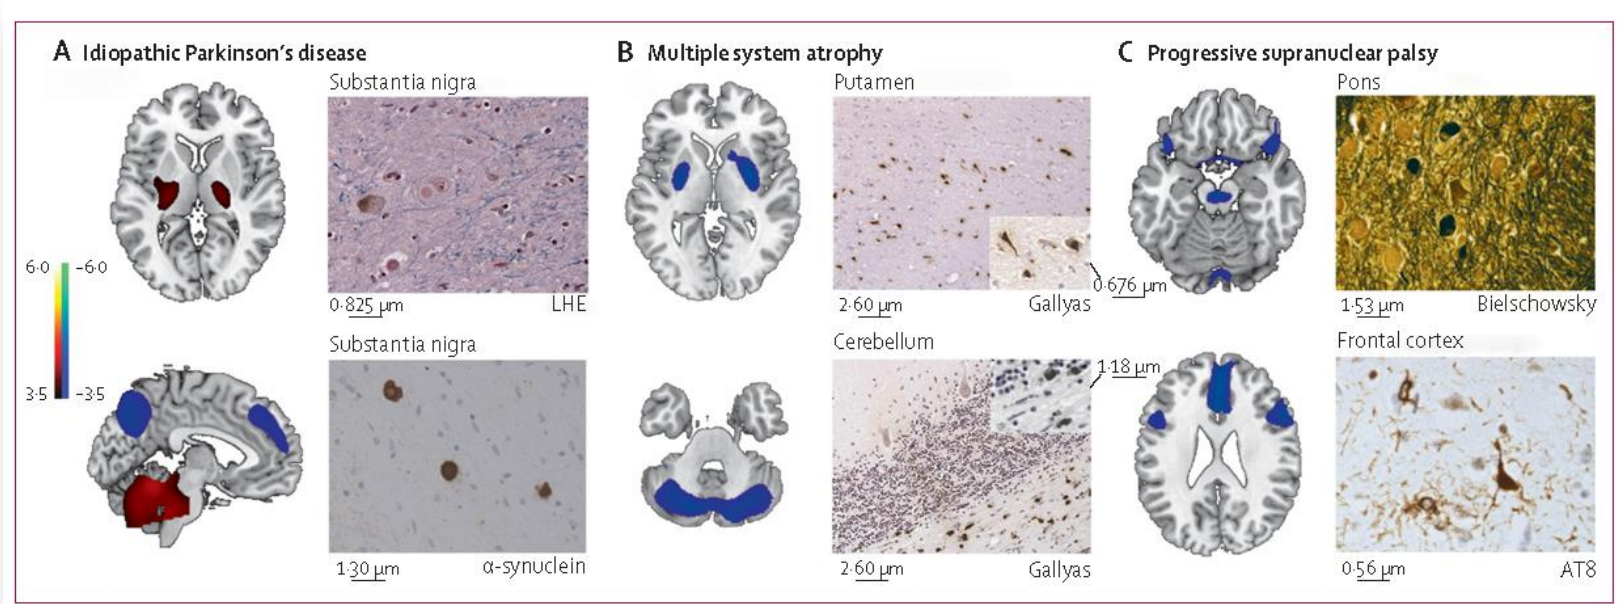 A Idiopathic Parkinson's disease
Substantia nigra
6·0
–6·0
3·5
–3·5
0·825 µm
LHE
Substantia nigra
1·30 µm
α-synuclein
B Multiple system atrophy
Putamen
0·676 µm
2·60 µm
Gallyas
Cerebellum
1·18 µm
2·60 µm
Gallyas
C Progressive supranuclear palsy
Pons
1·53 µm
Bielschowsky
Frontal cortex
0·56 µm
AT8